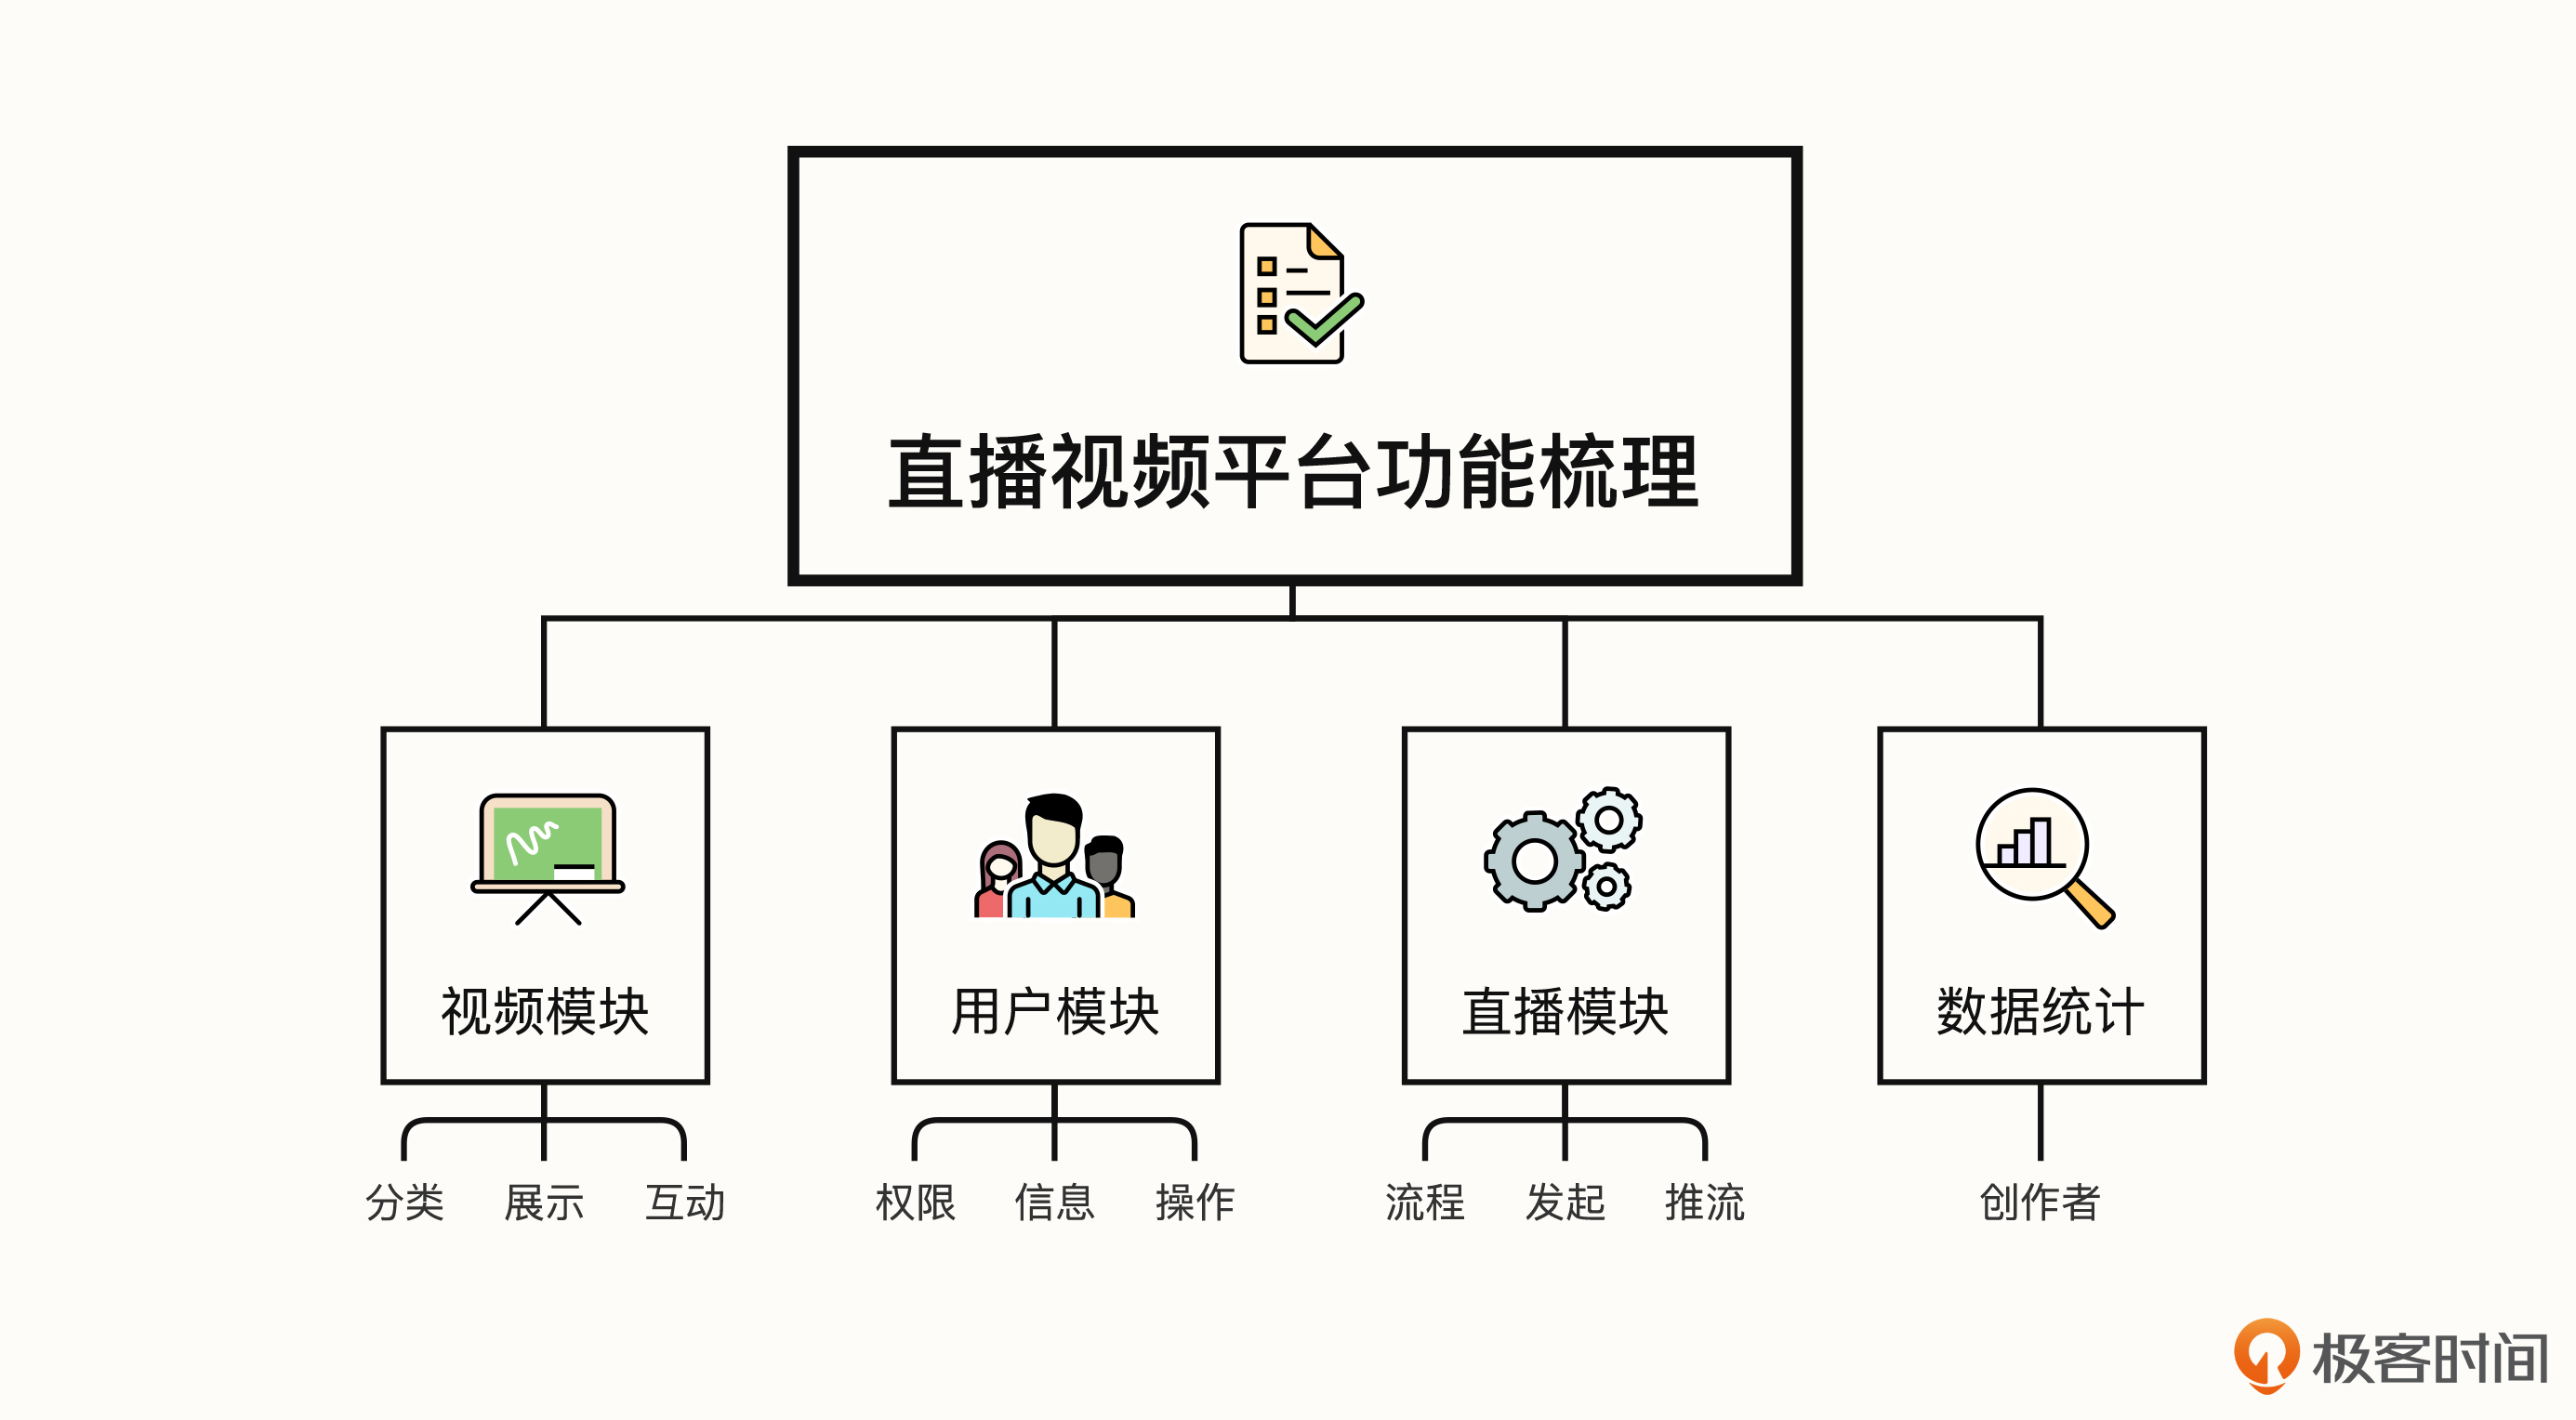 直播视频平台功能梳理
视频模块
用户模块
直播模块
数据统计
分类
展示
互动
权限
信息
操作
流程
发起
推流
创作者
极客时间